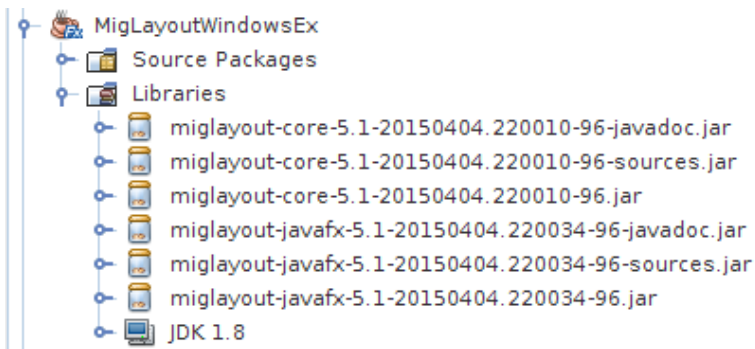 MigLayoutWindowsEx
Source Packages
Libraries
miglayout-core-5.1-20150404.220010-96-javadoc.jar
miglayout-core-5.1-20150404.220010-96-sources.jar
miglayout-core-5.1-20150404.220010-96.jar
miglayout-javafx-5.1-20150404.220034-96-javadoc.jar
miglayout-javafx-5.1-20150404.220034-96-sources.jar
miglayout-javafx-5.1-20150404.220034-96.jar
JDK 1.8